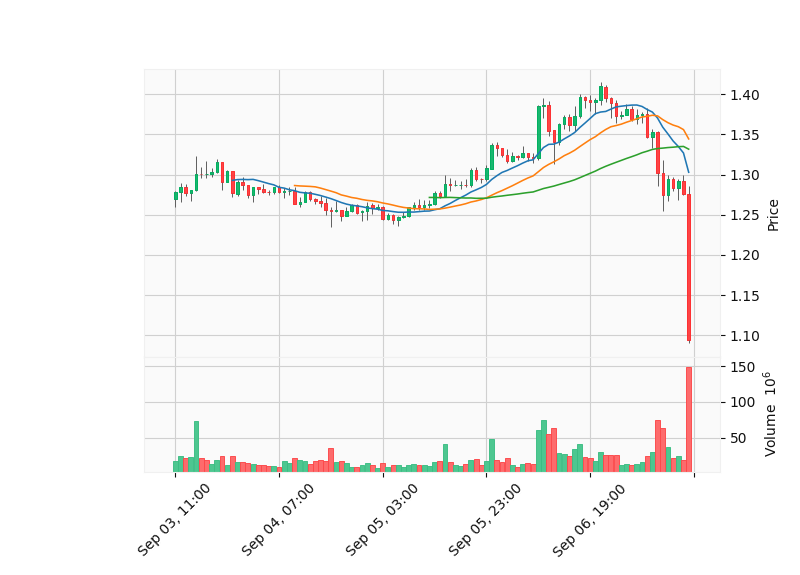 1.40
1.35
1.30
1.25
1.20
1.15
1.10
Price
150
100
50
Volume 10^6
Sep 03, 11:00
Sep 04, 07:00
Sep 05, 03:00
Sep 05, 23:00
Sep 06, 19:00